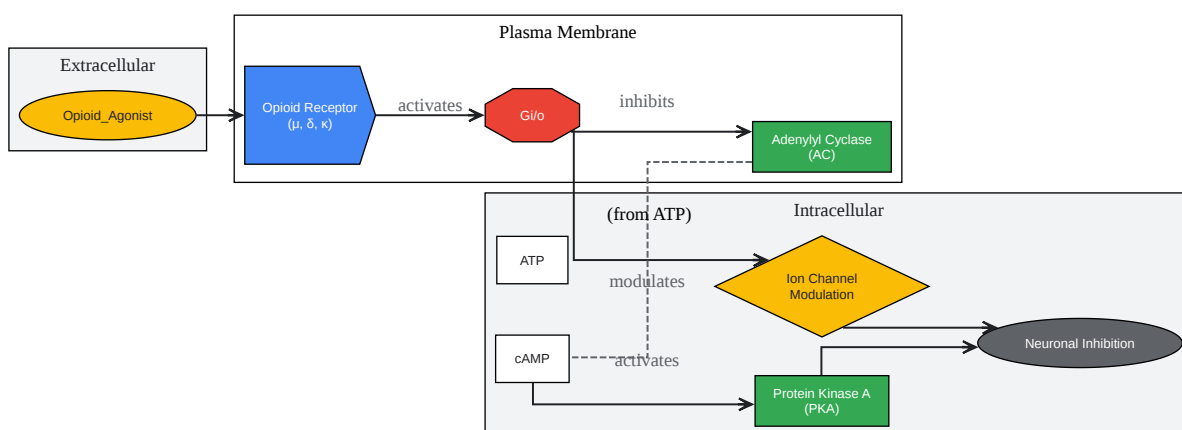 Plasma Membrane
Extracellular
Opioid_Agonist
Opioid Receptor
(μ, δ, κ)
activates
Gi/o
inhibits
Adenylyl Cyclase
(AC)
(from ATP)
Intracellular
ATP
modulates
Ion Channel
Modulation
Neuronal Inhibition
cAMP
activates
Protein Kinase A
(PKA)